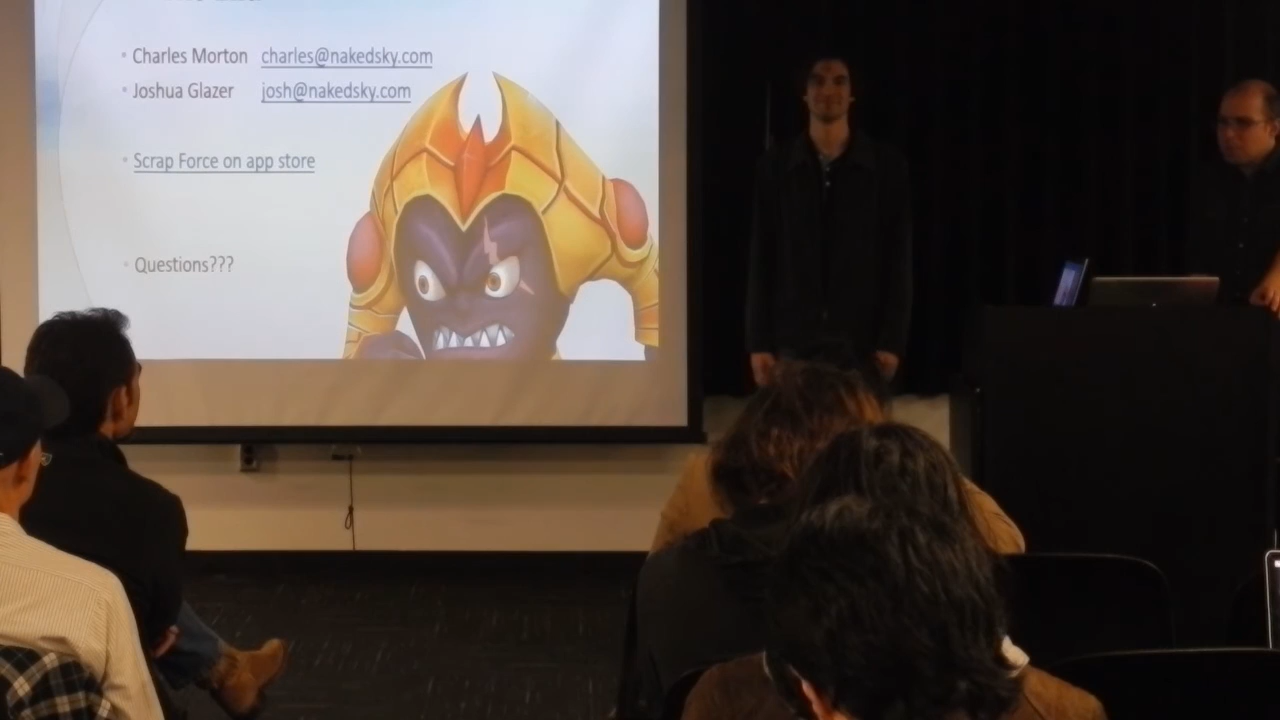 Charles Morton charles@nakedsky.com
Joshua Glazer josh@nakedsky.com
Scrap Force on app store
Questions???